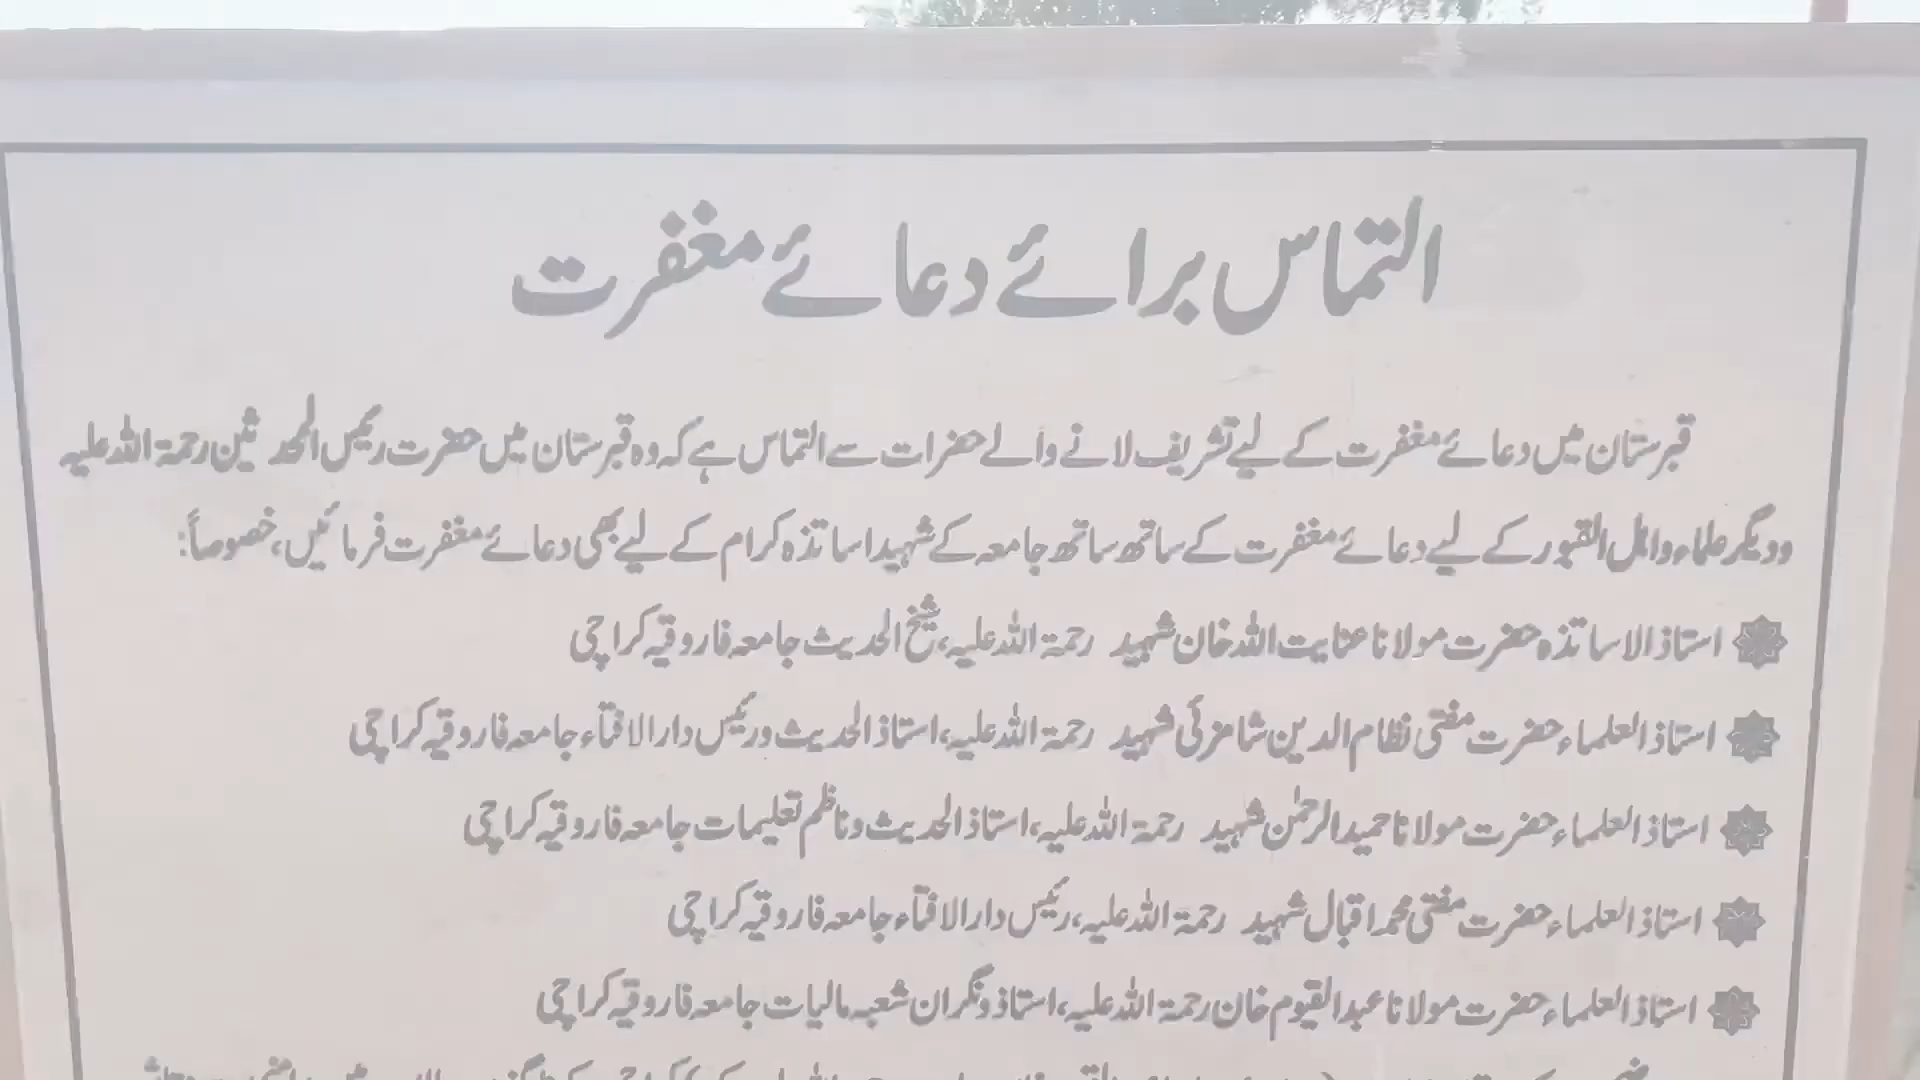 التماس برائے دعائے مغفرت
قبرستان میں دعائے مغفرت کے لیے تشریف لانے والے حضرات سے التماس ہے کہ وہ قبرستان میں حضرت رئیس المحدثین رحمۃ اللہ علیہ
ودیگر علماء واہل القبور کے لیے دعائے مغفرت کے ساتھ ساتھ جامعہ کے شہید اساتذہ کرام کے لیے بھی دعائے مغفرت فرمائیں، خصوصاً:
استاذ الاساتذہ حضرت مولانا عنایت اللہ خان شہید رحمۃ اللہ علیہ، شیخ الحدیث جامعہ فاروقیہ کراچی
استاذ العلماء حضرت مفتی نظام الدین شامزئی شہید رحمۃ اللہ علیہ، استاذ الحدیث ورئیس دارالافتاء جامعہ فاروقیہ کراچی
استاذ العلماء حضرت مولانا حمید الرحمٰن شہید رحمۃ اللہ علیہ، استاذ الحدیث وناظم تعلیمات جامعہ فاروقیہ کراچی
استاذ العلماء حضرت مفتی محمد اقبال شہید رحمۃ اللہ علیہ، رئیس دارالافتاء جامعہ فاروقیہ کراچی
استاذ العلماء حضرت مولانا عبدالقیوم خان رحمۃ اللہ علیہ، استاذ ونگران شعبہ مالیات جامعہ فاروقیہ کراچی